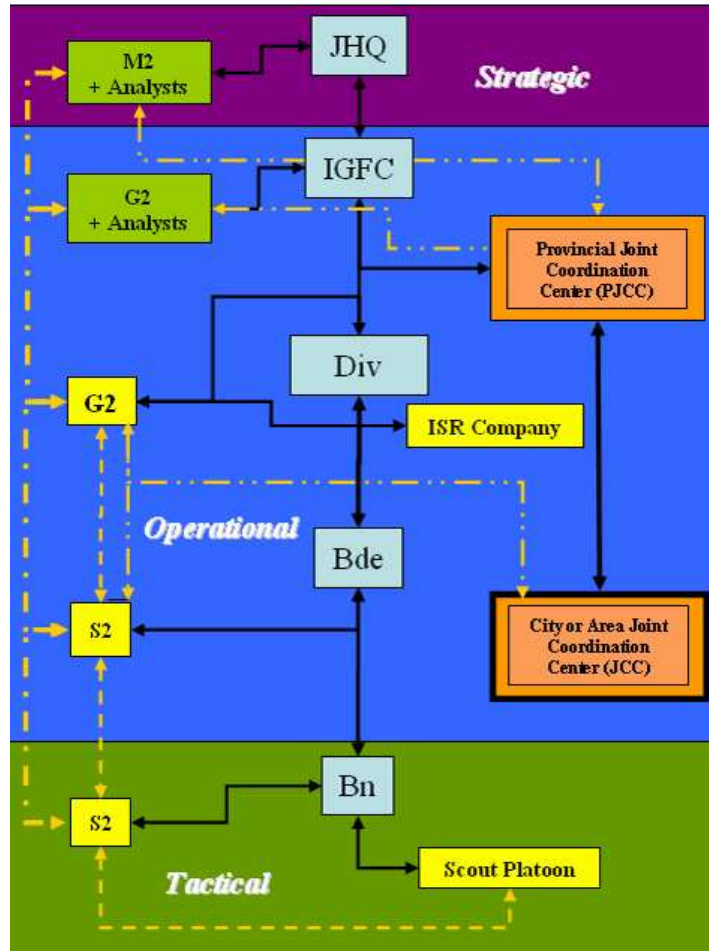 JHQ
M2
+ Analysts
Strategic
IGFC
G2
+ Analysts
Provincial Joint
Coordination
Center (PJCC)
Div
G2
ISR Company
Operational
Bde
S2
City or Area Joint
Coordination
Center (JCC)
Bn
S2
Scout Platoon
Tactical